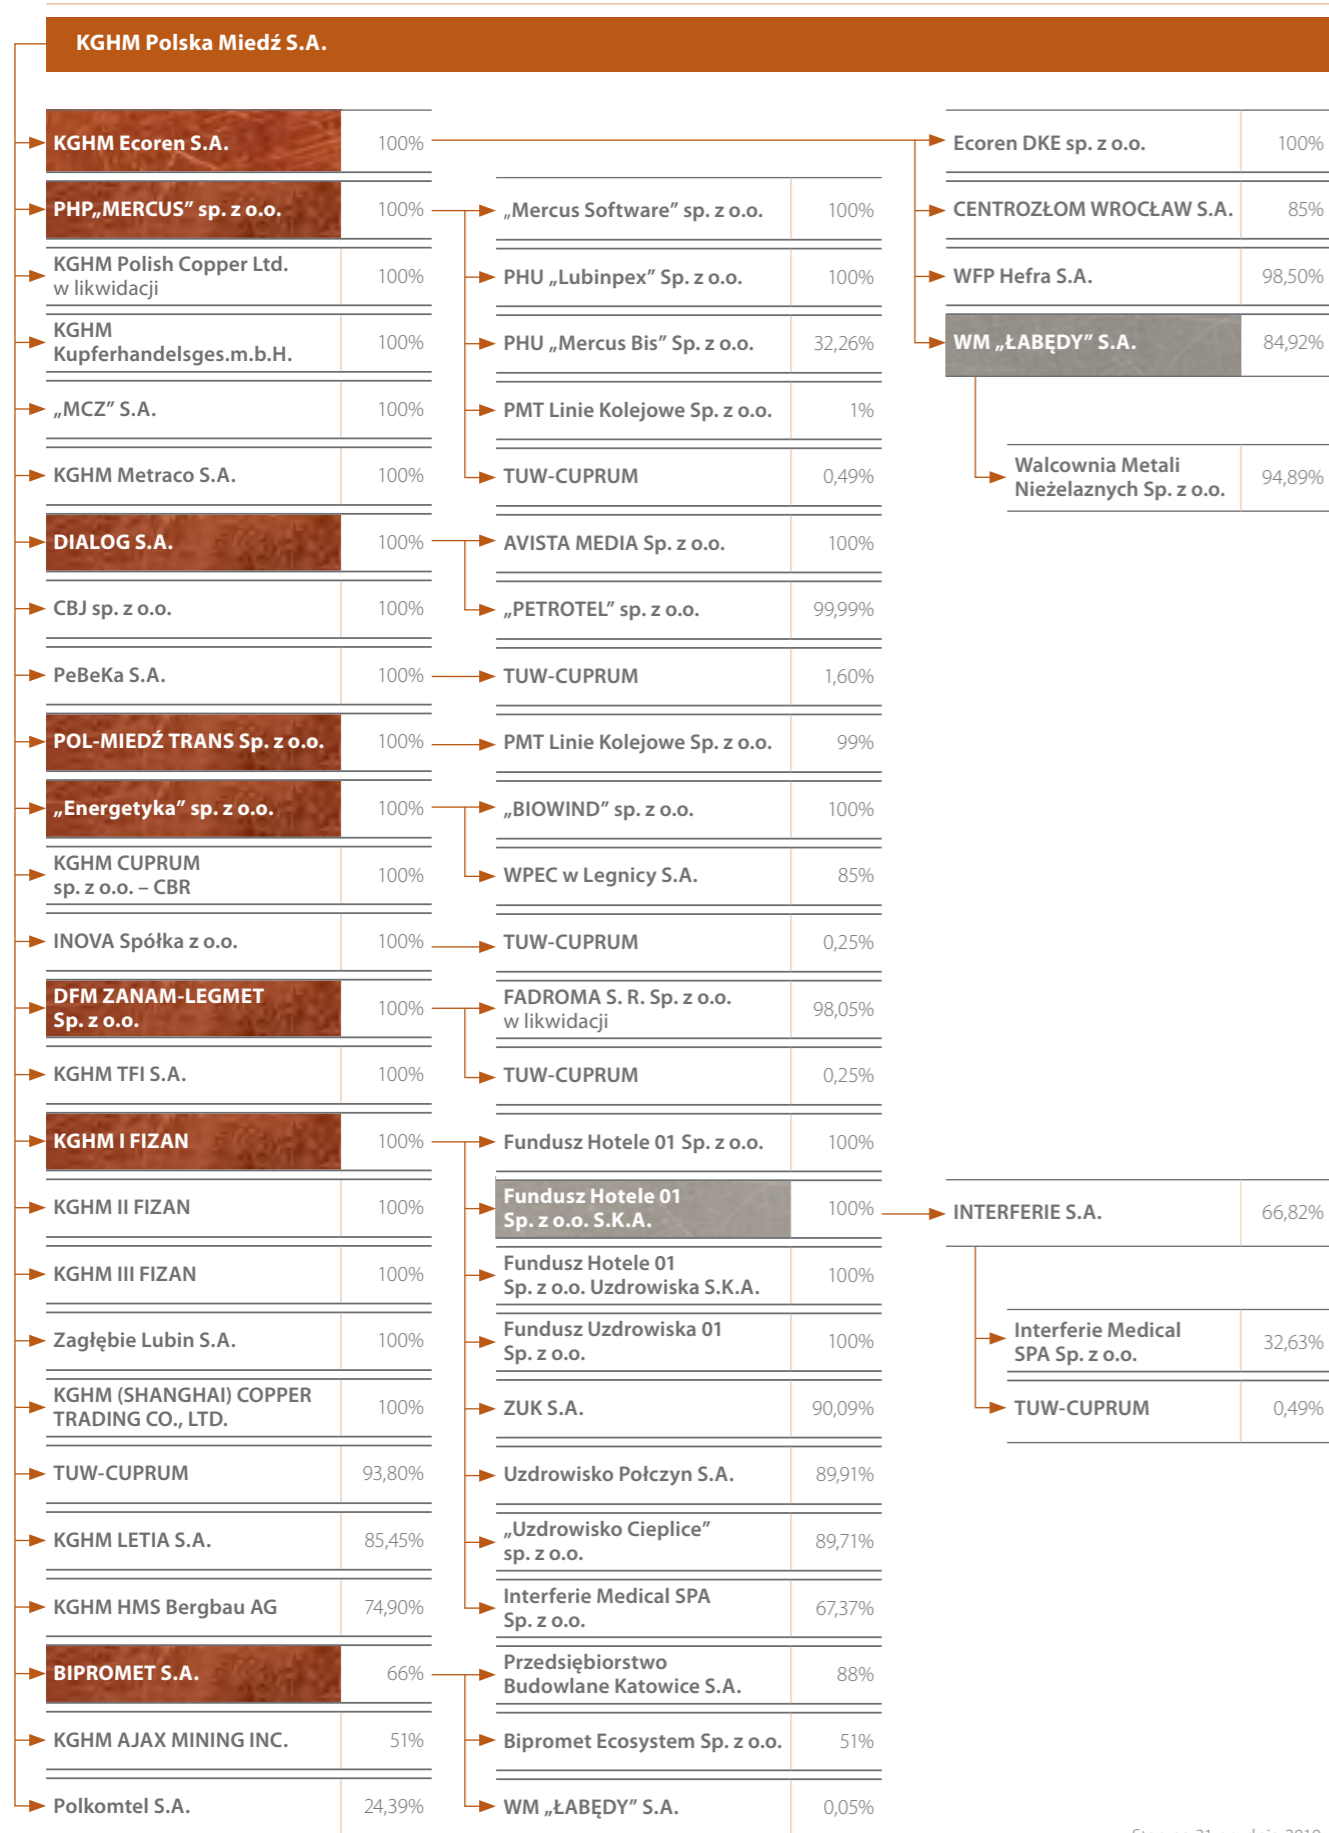 KGHM Polska Miedź S.A.
KGHM Ecoren S.A. 100%
PHP„MERCUS” sp. z o.o. 100%
KGHM Polish Copper Ltd.
w likwidacji 100%
KGHM
Kupferhandelsges.m.b.H. 100%
„MCZ” S.A. 100%
KGHM Metraco S.A. 100%
DIALOG S.A. 100%
CBJ sp. z o.o. 100%
PeBeKa S.A. 100%
POL-MIEDŹ TRANS Sp. z o.o. 100%
„Energetyka” sp. z o.o. 100%
KGHM CUPRUM
sp. z o.o. – CBR 100%
INOVA Spółka z o.o. 100%
DFM ZANAM-LEGMET
Sp. z o.o. 100%
KGHM TFI S.A. 100%
KGHM I FIZAN 100%
KGHM II FIZAN 100%
KGHM III FIZAN 100%
Zagłębie Lubin S.A. 100%
KGHM (SHANGHAI) COPPER
TRADING CO., LTD. 100%
TUW-CUPRUM 93,80%
KGHM LETIA S.A. 85,45%
KGHM HMS Bergbau AG 74,90%
BIPROMET S.A. 66%
KGHM AJAX MINING INC. 51%
Polkomtel S.A. 24,39%
„Mercus Software” sp. z o.o. 100%
PHU „Lubinpex” Sp. z o.o. 100%
PHU „Mercus Bis” Sp. z o.o. 32,26%
PMT Linie Kolejowe Sp. z o.o. 1%
TUW-CUPRUM 0,49%
AVISTA MEDIA Sp. z o.o. 100%
„PETROTEL” sp. z o.o. 99,99%
TUW-CUPRUM 1,60%
PMT Linie Kolejowe Sp. z o.o. 99%
„BIOWIND” sp. z o.o. 100%
WPEC w Legnicy S.A. 85%
TUW-CUPRUM 0,25%
FADROMA S. R. Sp. z o.o.
w likwidacji 98,05%
TUW-CUPRUM 0,25%
Fundusz Hotele 01 Sp. z o.o. 100%
Fundusz Hotele 01
Sp. z o.o. S.K.A. 100%
Fundusz Hotele 01
Sp. z o.o. Uzdrowiska S.K.A. 100%
Fundusz Uzdrowiska 01
Sp. z o.o. 100%
ZUK S.A. 90,09%
Uzdrowisko Połczyn S.A. 89,91%
„Uzdrowisko Cieplice”
sp. z o.o. 89,71%
Interferie Medical SPA
Sp. z o.o. 67,37%
Przedsiębiorstwo
Budowlane Katowice S.A. 88%
Bipromet Ecosystem Sp. z o.o. 51%
WM „ŁABĘDY” S.A. 0,05%
Ecoren DKE sp. z o.o. 100%
CENTROZŁOM WROCŁAW S.A. 85%
WFP Hefra S.A. 98,50%
WM „ŁABĘDY” S.A. 84,92%
Walcownia Metali
Nieżelaznych Sp. z o.o. 94,89%
INTERFERIE S.A. 66,82%
Interferie Medical
SPA Sp. z o.o. 32,63%
TUW-CUPRUM 0,49%